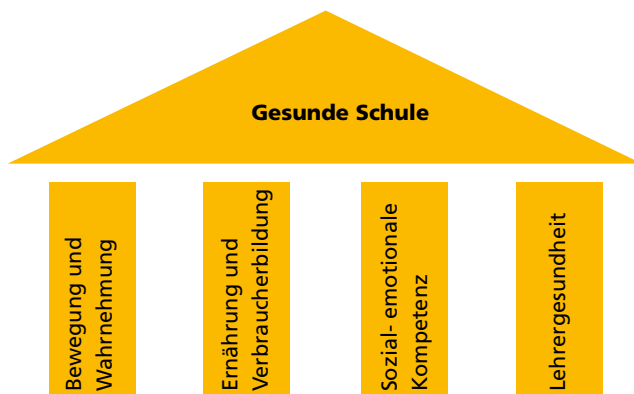 Gesunde Schule
Bewegung und
Wahrnehmung
Ernährung und
Verbraucherbildung
Sozial- emotionale
Kompetenz
Lehrergesundheit